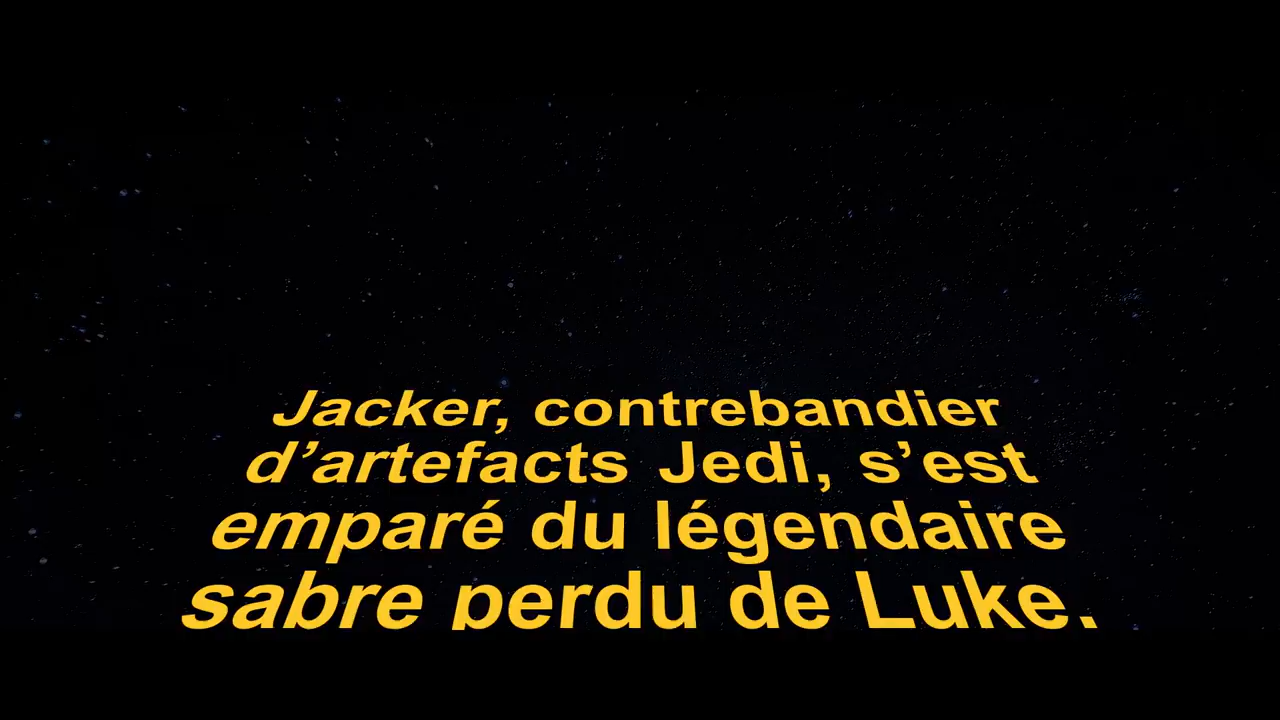 Jacker, contrebandier
d’artefacts Jedi, s’est
emparé du légendaire
sabre perdu de Luke.